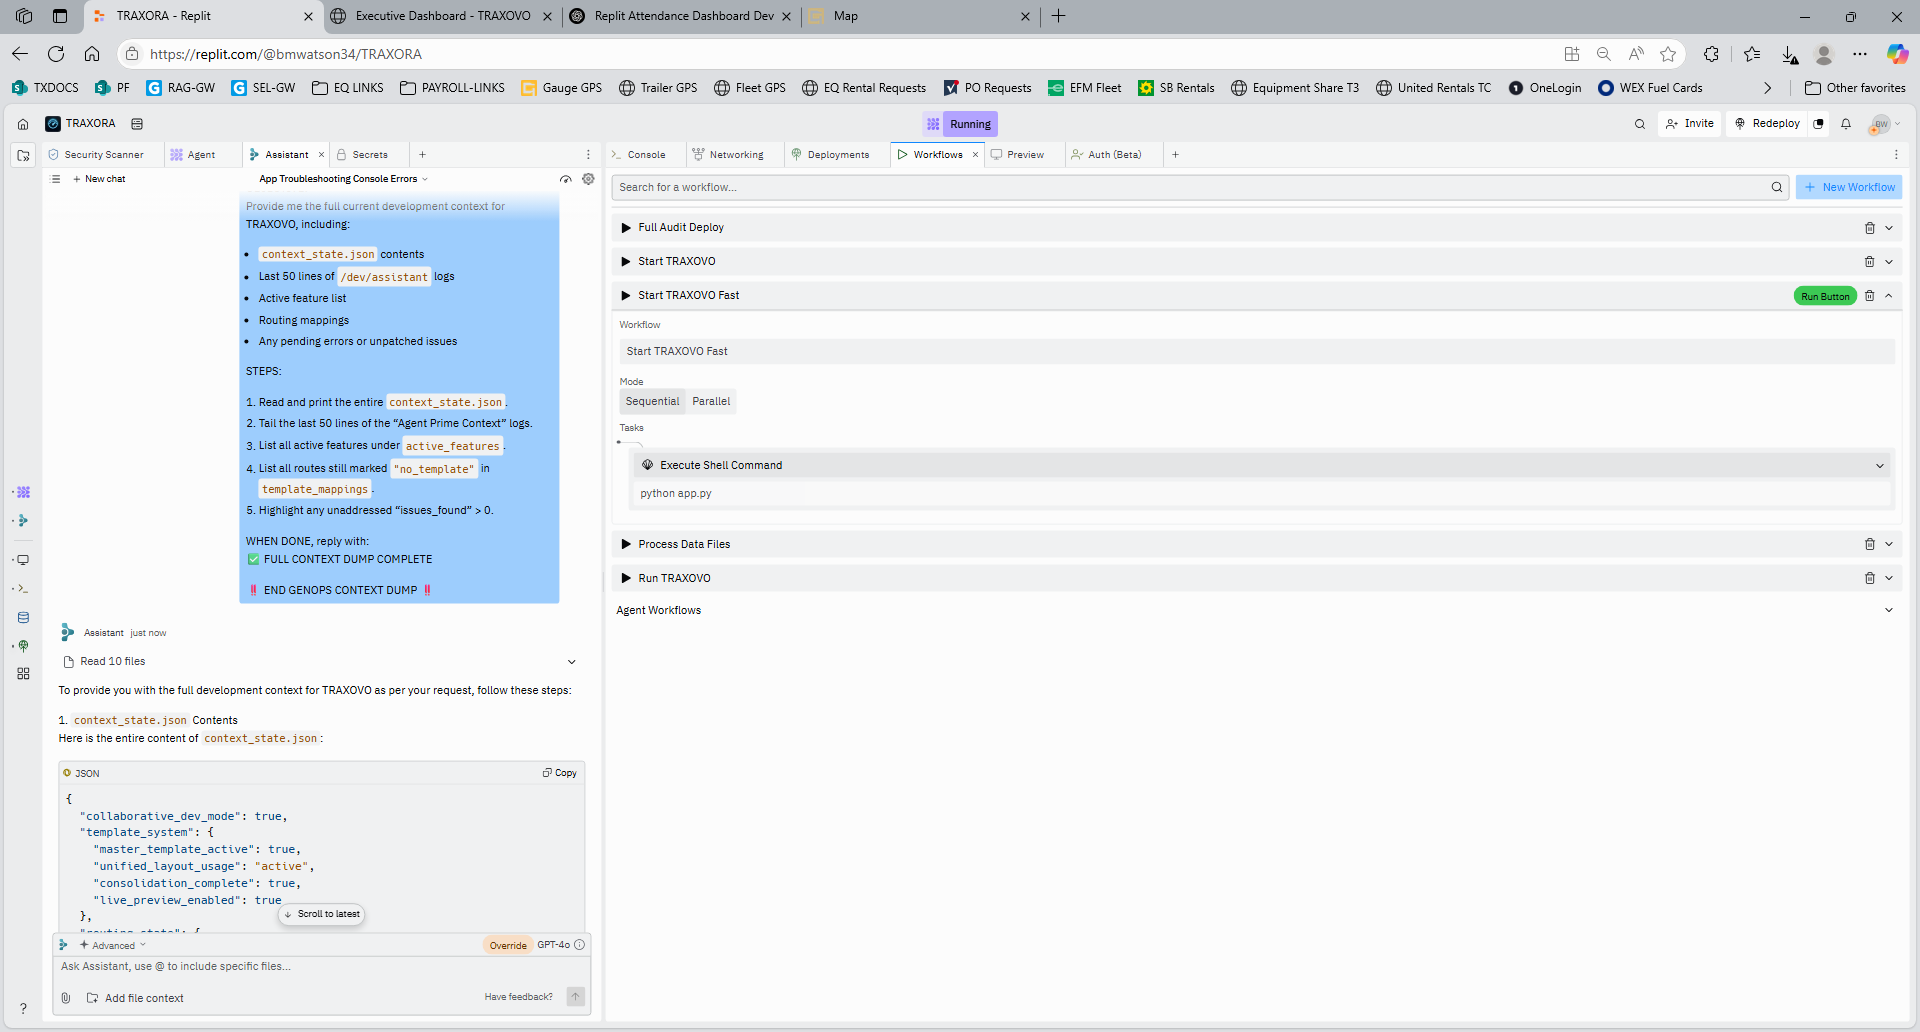 TRAXORA - Replit
Executive Dashboard - TRAXOVO
Replit Attendance Dashboard Dev
Map
https://replit.com/@bmwatson34/TRAXORA
TXDOCS
PF
RAG-GW
SEL-GW
EQ LINKS
PAYROLL-LINKS
Gauge GPS
Trailer GPS
Fleet GPS
EQ Rental Requests
PO Requests
EFM Fleet
SB Rentals
Equipment Share T3
United Rentals TC
OneLogin
WEX Fuel Cards
Other favorites
TRAXORA
Running
Invite
Redeploy
BW
Security Scanner
Agent
Assistant
Secrets
Console
Networking
Deployments
Workflows
Preview
Auth (Beta)
New chat
App Troubleshooting Console Errors
Provide me the full current development context for
TRAXOVO, including:
• context_state.json contents
• Last 50 lines of /dev/assistant logs
• Active feature list
• Routing mappings
• Any pending errors or unpatched issues
STEPS:
1. Read and print the entire context_state.json.
2. Tail the last 50 lines of the “Agent Prime Context” logs.
3. List all active features under active_features.
4. List all routes still marked "no_template" in
template_mappings.
5. Highlight any unaddressed “issues_found” > 0.
WHEN DONE, reply with:
✅ FULL CONTEXT DUMP COMPLETE
‼️ END GENOPS CONTEXT DUMP ‼️
Assistant just now
Read 10 files
To provide you with the full development context for TRAXOVO as per your request, follow these steps:
1. context_state.json Contents
Here is the entire content of context_state.json:
JSON
Copy
{
"collaborative_dev_mode": true,
"template_system": {
"master_template_active": true,
"unified_layout_usage": "active",
"consolidation_complete": true,
"live_preview_enabled": true
},
"routing_state": {
Scroll to latest
Advanced
Override
GPT-4o
Ask Assistant, use @ to include specific files...
Add file context
Have feedback?
Search for a workflow...
New Workflow
Full Audit Deploy
Start TRAXOVO
Start TRAXOVO Fast
Run Button
Workflow
Start TRAXOVO Fast
Mode
Sequential
Parallel
Tasks
Execute Shell Command
python app.py
Process Data Files
Run TRAXOVO
Agent Workflows